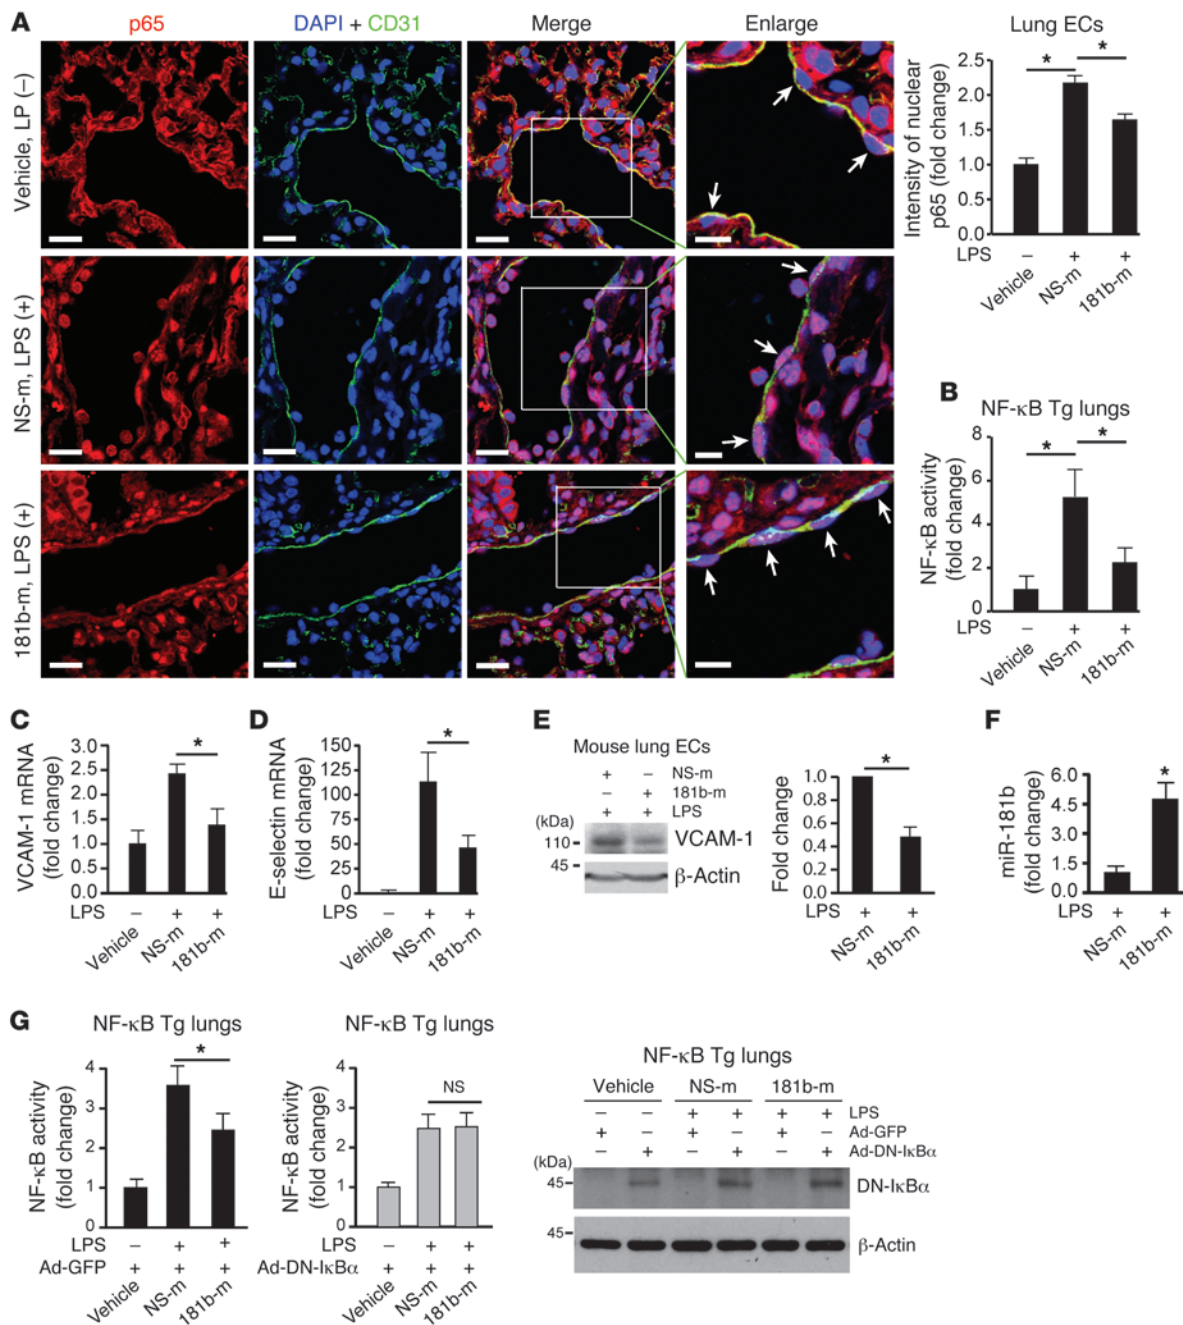 A
p65
DAPI + CD31
Merge
Enlarge
Vehicle, LP (–)
NS-m, LPS (+)
181b-m, LPS (+)
Lung ECs
Intensity of nuclear
p65 (fold change)
2.5
2.0
1.5
1.0
0.5
0.0
* *
LPS – + +
Vehicle NS-m 181b-m
B
NF-κB Tg lungs
NF-κB activity
(fold change)
8
6
4
2
0
* *
LPS – + +
Vehicle NS-m 181b-m
C
VCAM-1 mRNA
(fold change)
3.0
2.5
2.0
1.5
1.0
0.5
0.0
*
LPS – + +
Vehicle NS-m 181b-m
D
E-selectin mRNA
(fold change)
150
125
100
75
50
25
0
*
LPS – + +
Vehicle NS-m 181b-m
E
Mouse lung ECs
+ – NS-m
– + 181b-m
+ + LPS
(kDa)
110 VCAM-1
45
β-Actin
Fold change
1.0
0.8
0.6
0.4
0.2
0
*
LPS + +
NS-m 181b-m
F
miR-181b
(fold change)
6.0
4.5
3.0
1.5
0.0
*
LPS + +
NS-m 181b-m
G
NF-κB Tg lungs
NF-κB activity
(fold change)
4
3
2
1
0
*
LPS – + +
Ad-GFP + + +
Vehicle NS-m 181b-m
NF-κB Tg lungs
NF-κB activity
(fold change)
4
3
2
1
0
NS
LPS – + +
Ad-DN-IκBα + + +
Vehicle NS-m 181b-m
NF-κB Tg lungs
Vehicle NS-m 181b-m
– – + + + + LPS
+ – + – + – Ad-GFP
– + – + – + Ad-DN-IκBα
(kDa)
45 DN-IκBα
45
β-Actin